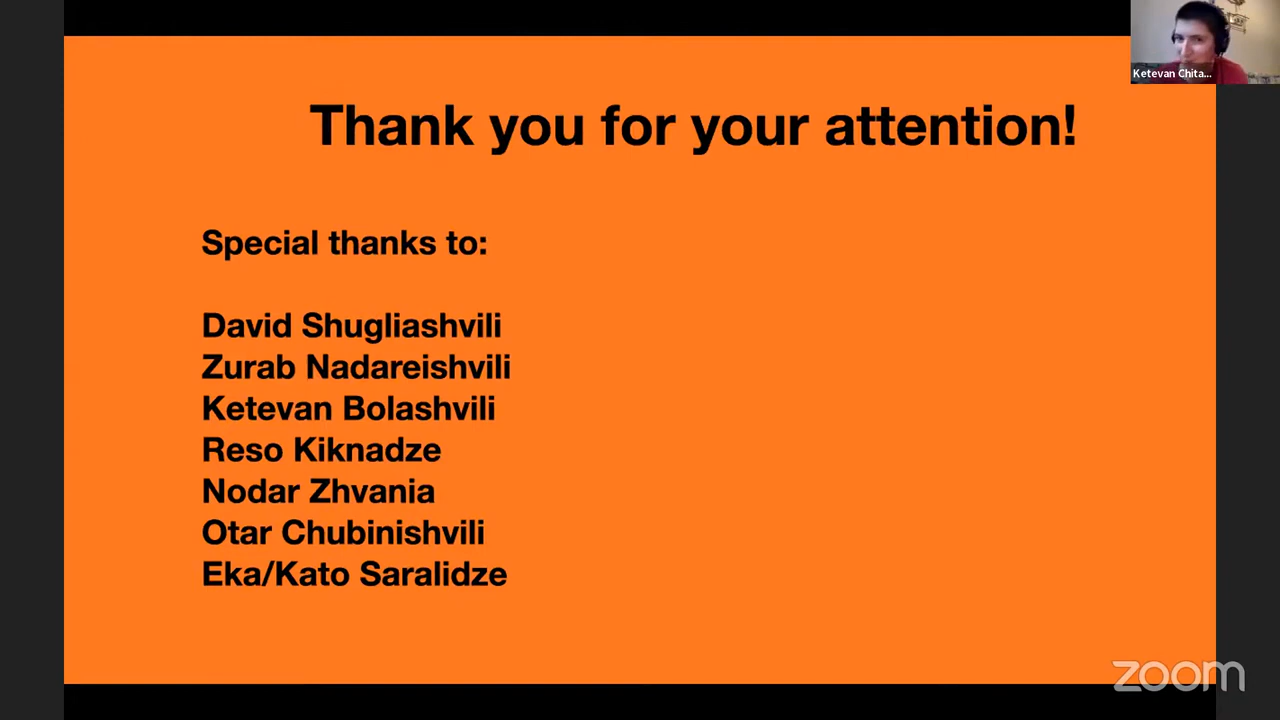 Ketevan Chita...
Thank you for your attention!
Special thanks to:
David Shugliashvili
Zurab Nadareishvili
Ketevan Bolashvili
Reso Kiknadze
Nodar Zhvania
Otar Chubinishvili
Eka/Kato Saralidze
zoom